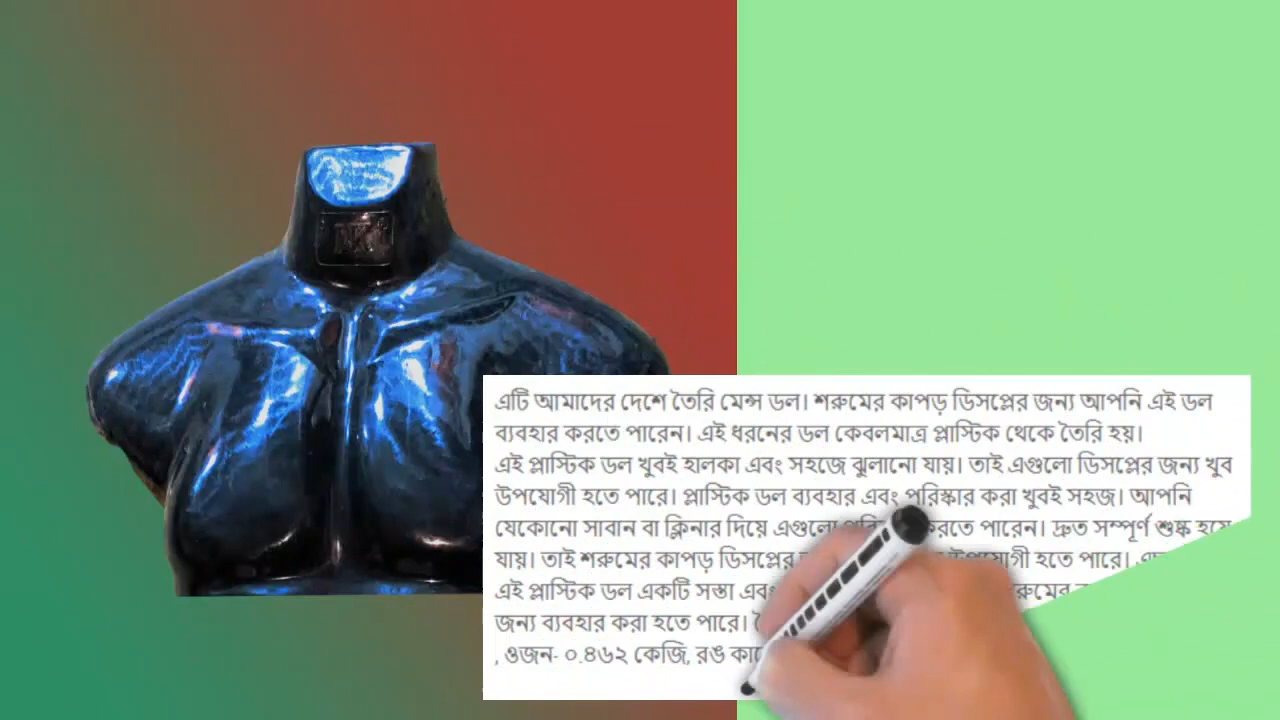 এটি আমাদের দেশে তৈরি মেন্স ডল। শরুমের কাপড় ডিসপ্লের জন্য আপনি এই ডল
ব্যবহার করতে পারেন। এই ধরনের ডল কেবলমাত্র প্লাস্টিক থেকে তৈরি হয়।
এই প্লাস্টিক ডল খুবই হালকা এবং সহজে ঝুলানো যায়। তাই এগুলো ডিসপ্লের জন্য খুব
উপযোগী হতে পারে। প্লাস্টিক ডল ব্যবহার এবং পরিস্কার করা খুবই সহজ। আপনি
যেকোনো সাবান বা ক্লিনার দিয়ে এগুলো করতে পারেন। দ্রুত সম্পূর্ণ শুষ্ক হয়ে
যায়। তাই শরুমের কাপড় ডিসপ্লের উপযোগী হতে পারে।
এই প্লাস্টিক ডল একটি সস্তা এবং
জন্য ব্যবহার করা হতে পারে।
, ওজন- ০.৪৬২ কেজি, রঙ